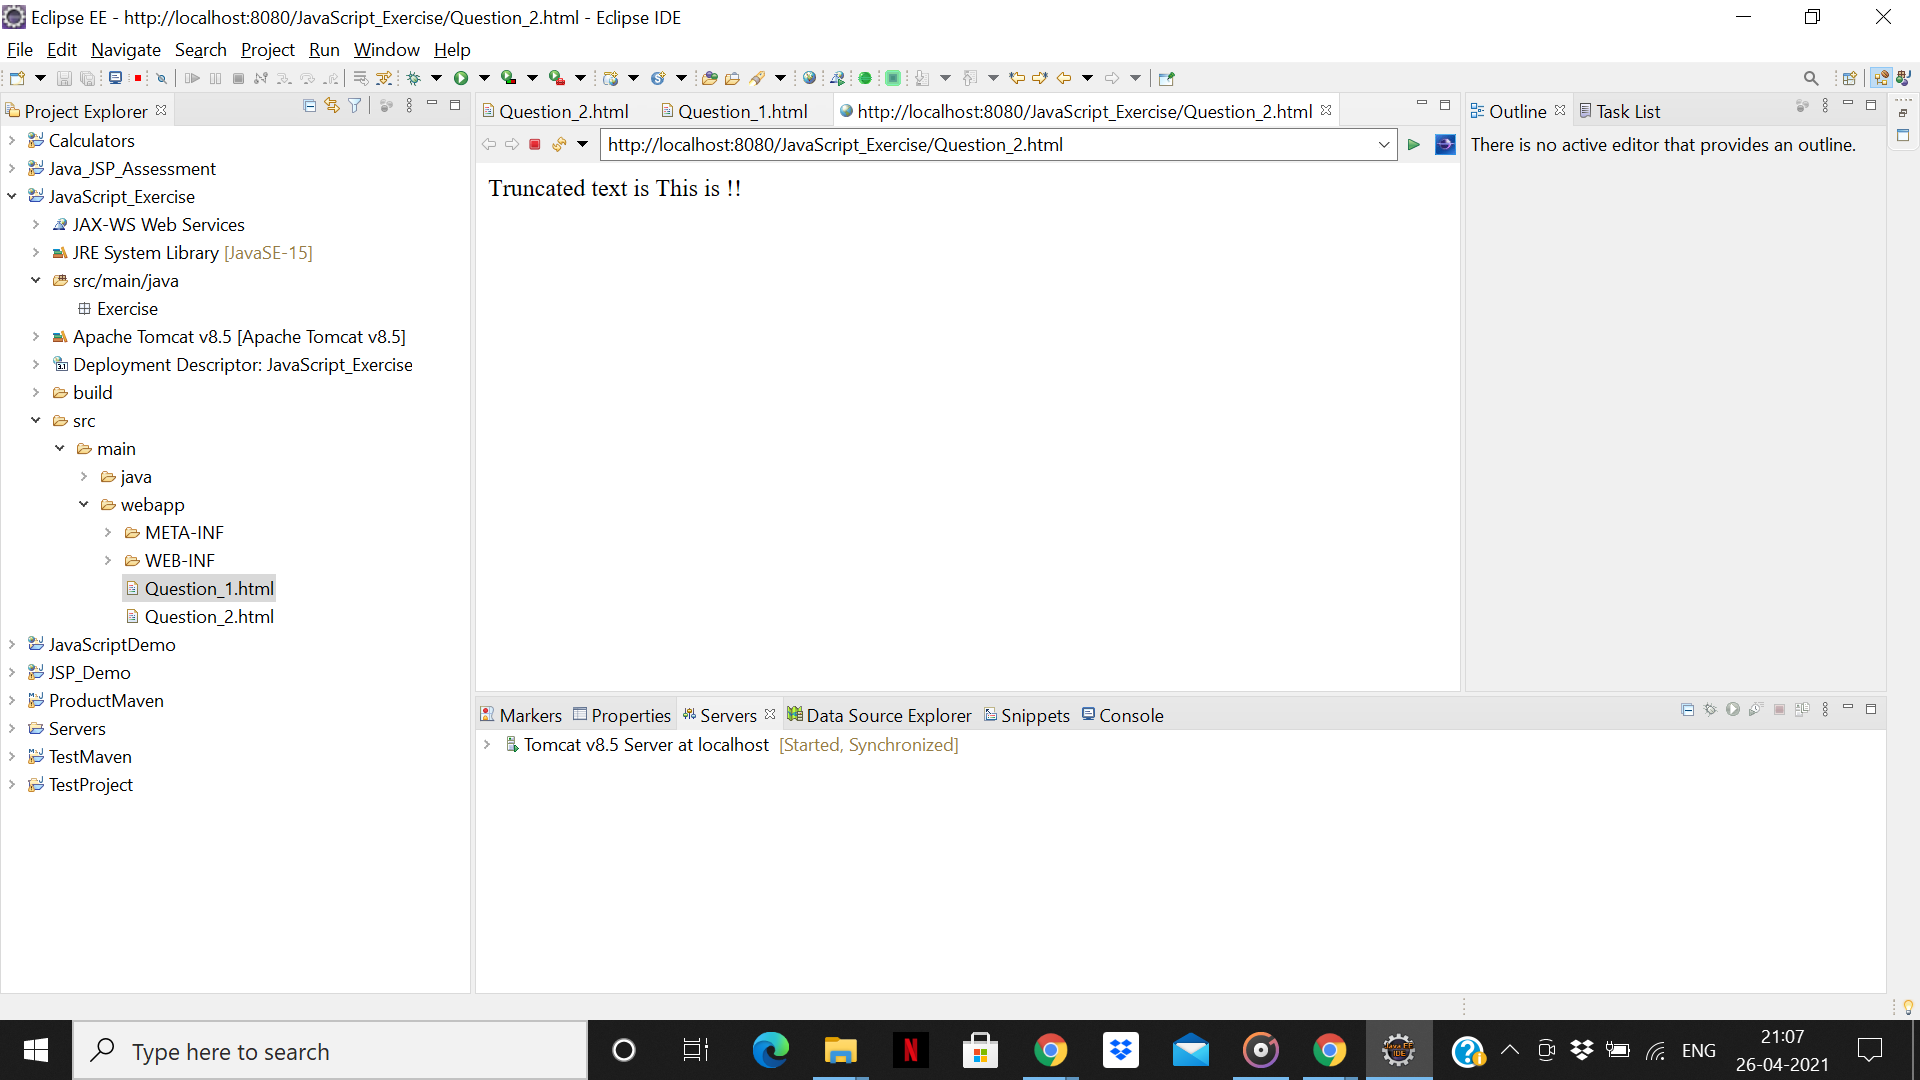 Eclipse EE - http://localhost:8080/JavaScript_Exercise/Question_2.html - Eclipse IDE
File Edit Navigate Search Project Run Window Help
Project Explorer
Calculators
Java_JSP_Assessment
JavaScript_Exercise
JAX-WS Web Services
JRE System Library [JavaSE-15]
src/main/java
Exercise
Apache Tomcat v8.5 [Apache Tomcat v8.5]
Deployment Descriptor: JavaScript_Exercise
build
src
main
java
webapp
META-INF
WEB-INF
Question_1.html
Question_2.html
JavaScriptDemo
JSP_Demo
ProductMaven
Servers
TestMaven
TestProject
Question_2.html Question_1.html http://localhost:8080/JavaScript_Exercise/Question_2.html
http://localhost:8080/JavaScript_Exercise/Question_2.html
Truncated text is This is !!
Outline Task List
There is no active editor that provides an outline.
Markers Properties Servers Data Source Explorer Snippets Console
Tomcat v8.5 Server at localhost [Started, Synchronized]
Type here to search
ENG
21:07
26-04-2021